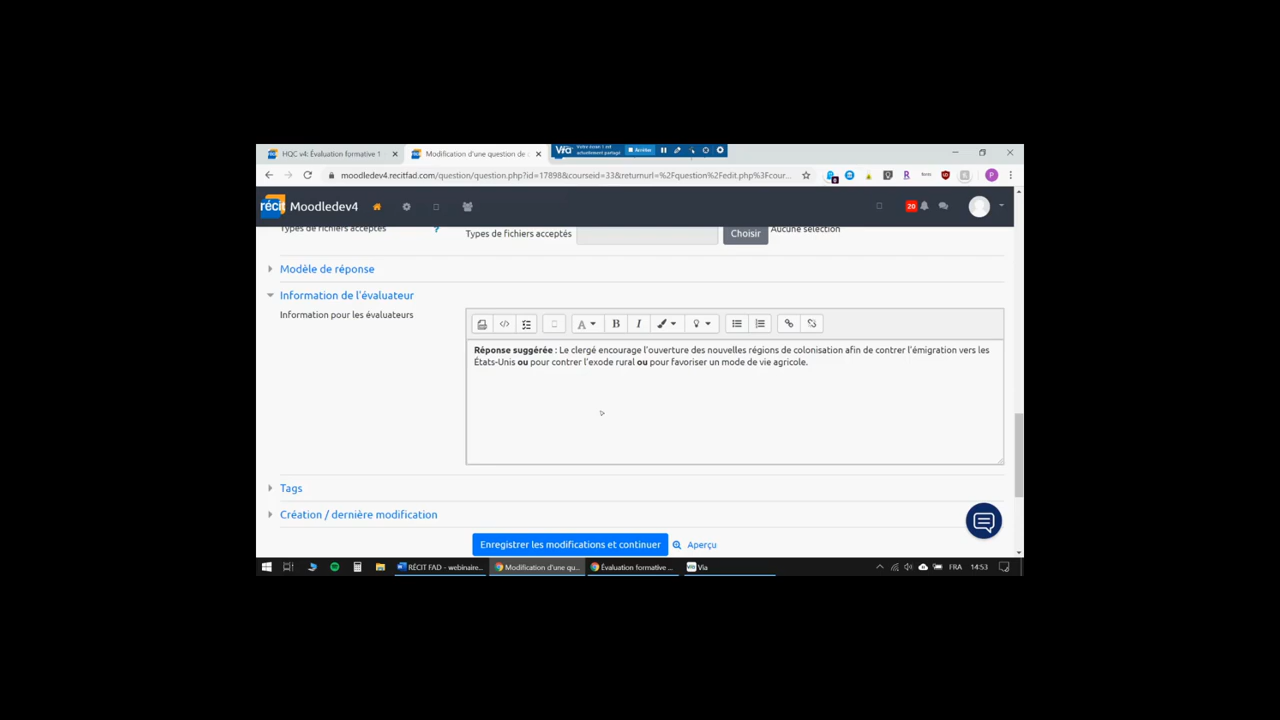 HQC v4: Évaluation formative 1
Modification d'une question de
Via
Arrêter
moodledev4.recitfad.com/question/question.php?id=17898&courseid=33&returnurl=%2Fquestion%2Fedit.php%3Fcour...
P
récit Moodledev4
20
Types de fichiers acceptés
?
Types de fichiers acceptés
Choisir
Aucune sélection
Modèle de réponse
Information de l'évaluateur
Information pour les évaluateurs
A B I
Réponse suggérée : Le clergé encourage l'ouverture des nouvelles régions de colonisation afin de contrer l'émigration vers les
États-Unis ou pour contrer l'exode rural ou pour favoriser un mode de vie agricole.
Tags
Création / dernière modification
Enregistrer les modifications et continuer
Aperçu
RÉCIT FAD - webinaire...
Modification d'une qu...
Évaluation formative ...
Via
FRA
14:53